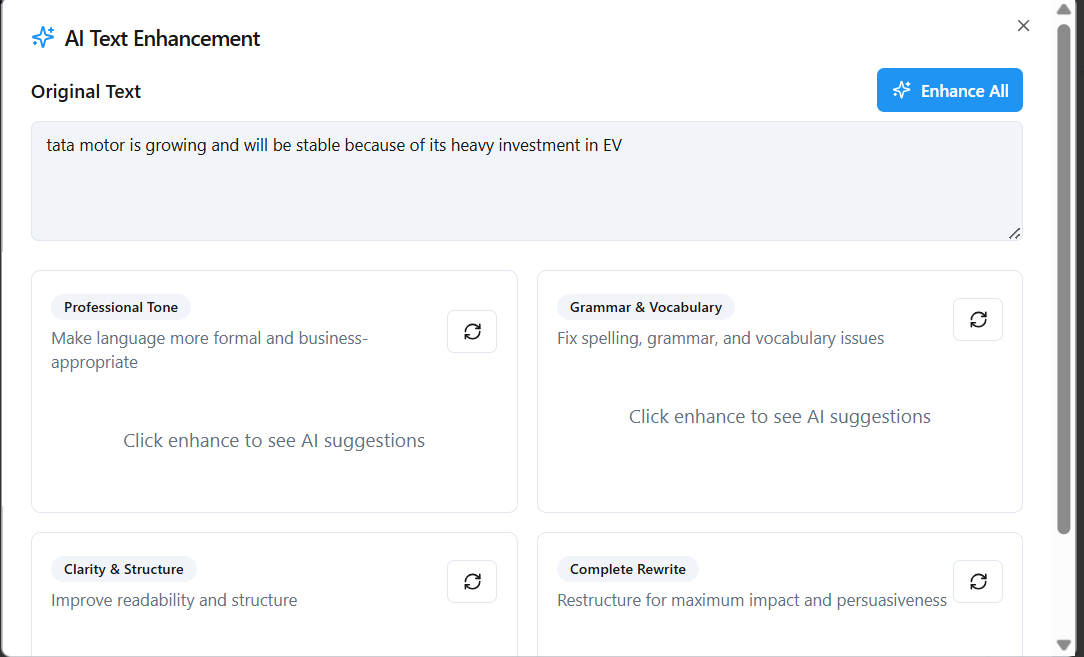 AI Text Enhancement
Original Text
Enhance All
tata motor is growing and will be stable because of its heavy investment in EV
Professional Tone
Make language more formal and business-
appropriate
Click enhance to see AI suggestions
Grammar & Vocabulary
Fix spelling, grammar, and vocabulary issues
Click enhance to see AI suggestions
Clarity & Structure
Improve readability and structure
Complete Rewrite
Restructure for maximum impact and persuasiveness